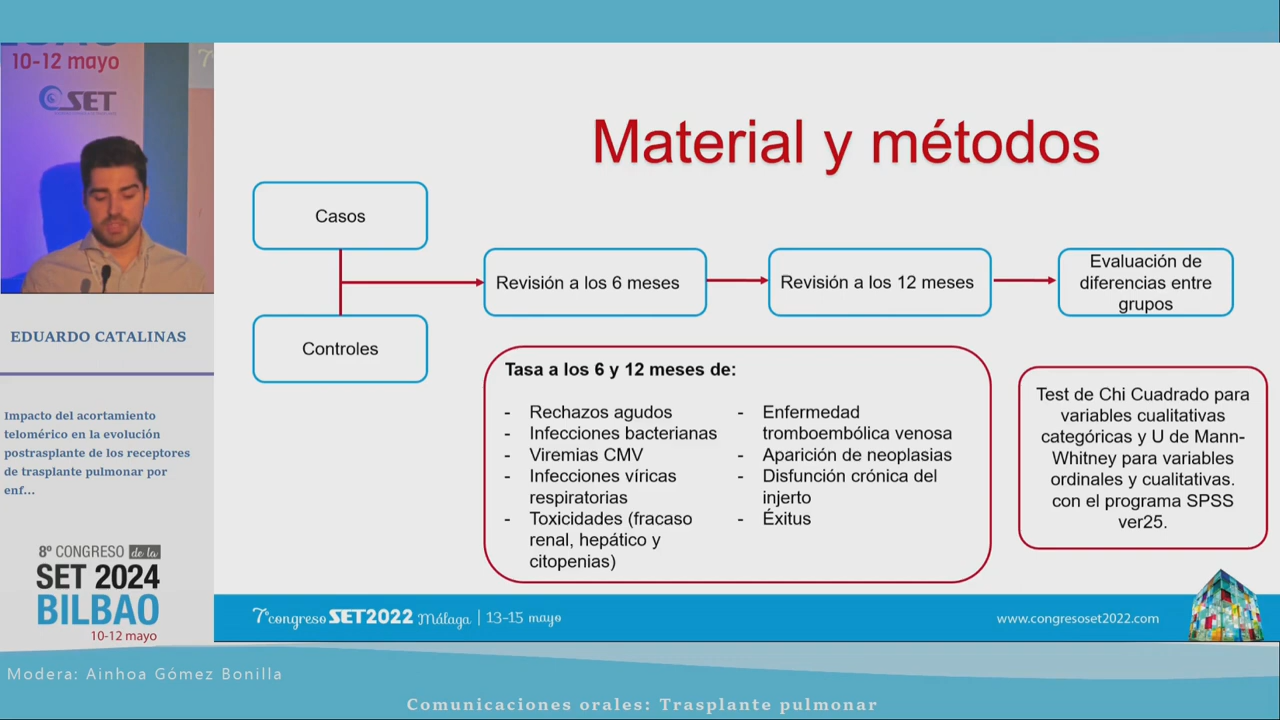 10-12 mayo
SET
EDUARDO CATALINAS
Impacto del acortamiento
telomérico en la evolución
postrasplante de los receptores
de trasplante pulmonar por
enf...
8º CONGRESO de la
SET 2024
BILBAO
10-12 mayo
Material y métodos
Casos
Controles
Revisión a los 6 meses
Revisión a los 12 meses
Evaluación de
diferencias entre
grupos
Tasa a los 6 y 12 meses de:
- Rechazos agudos
- Infecciones bacterianas
- Viremias CMV
- Infecciones víricas
respiratorias
- Toxicidades (fracaso
renal, hepático y
citopenias)
- Enfermedad
tromboembólica venosa
- Aparición de neoplasias
- Disfunción crónica del
injerto
- Éxitus
Test de Chi Cuadrado para
variables cualitativas
categóricas y U de Mann-
Whitney para variables
ordinales y cualitativas.
con el programa SPSS
ver25.
7º congreso SET2022 Málaga | 13-15 mayo
www.congresoset2022.com
Modera: Ainhoa Gómez Bonilla
Comunicaciones orales: Trasplante pulmonar